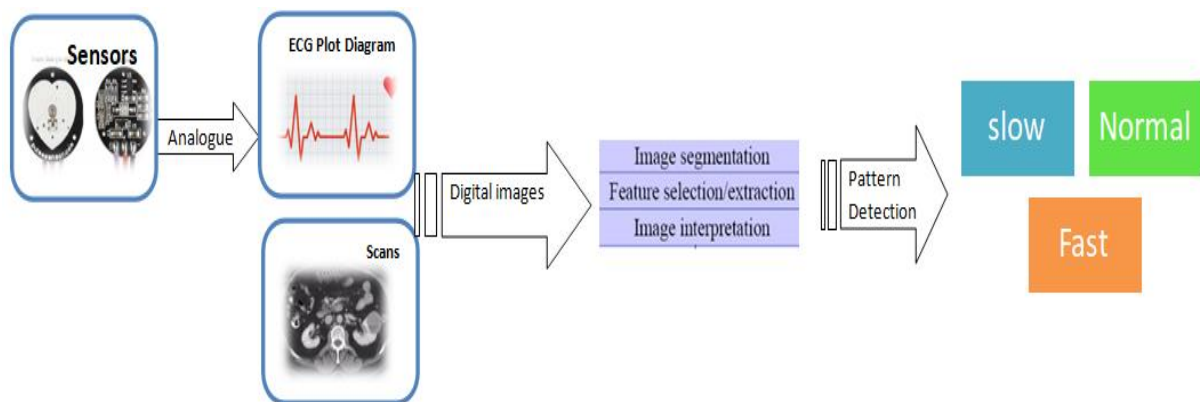 Sensors
Analogue
ECG Plot Diagram
Scans
Digital images
Image segmentation
Feature selection/extraction
Image interpretation
Pattern
Detection
slow
Normal
Fast